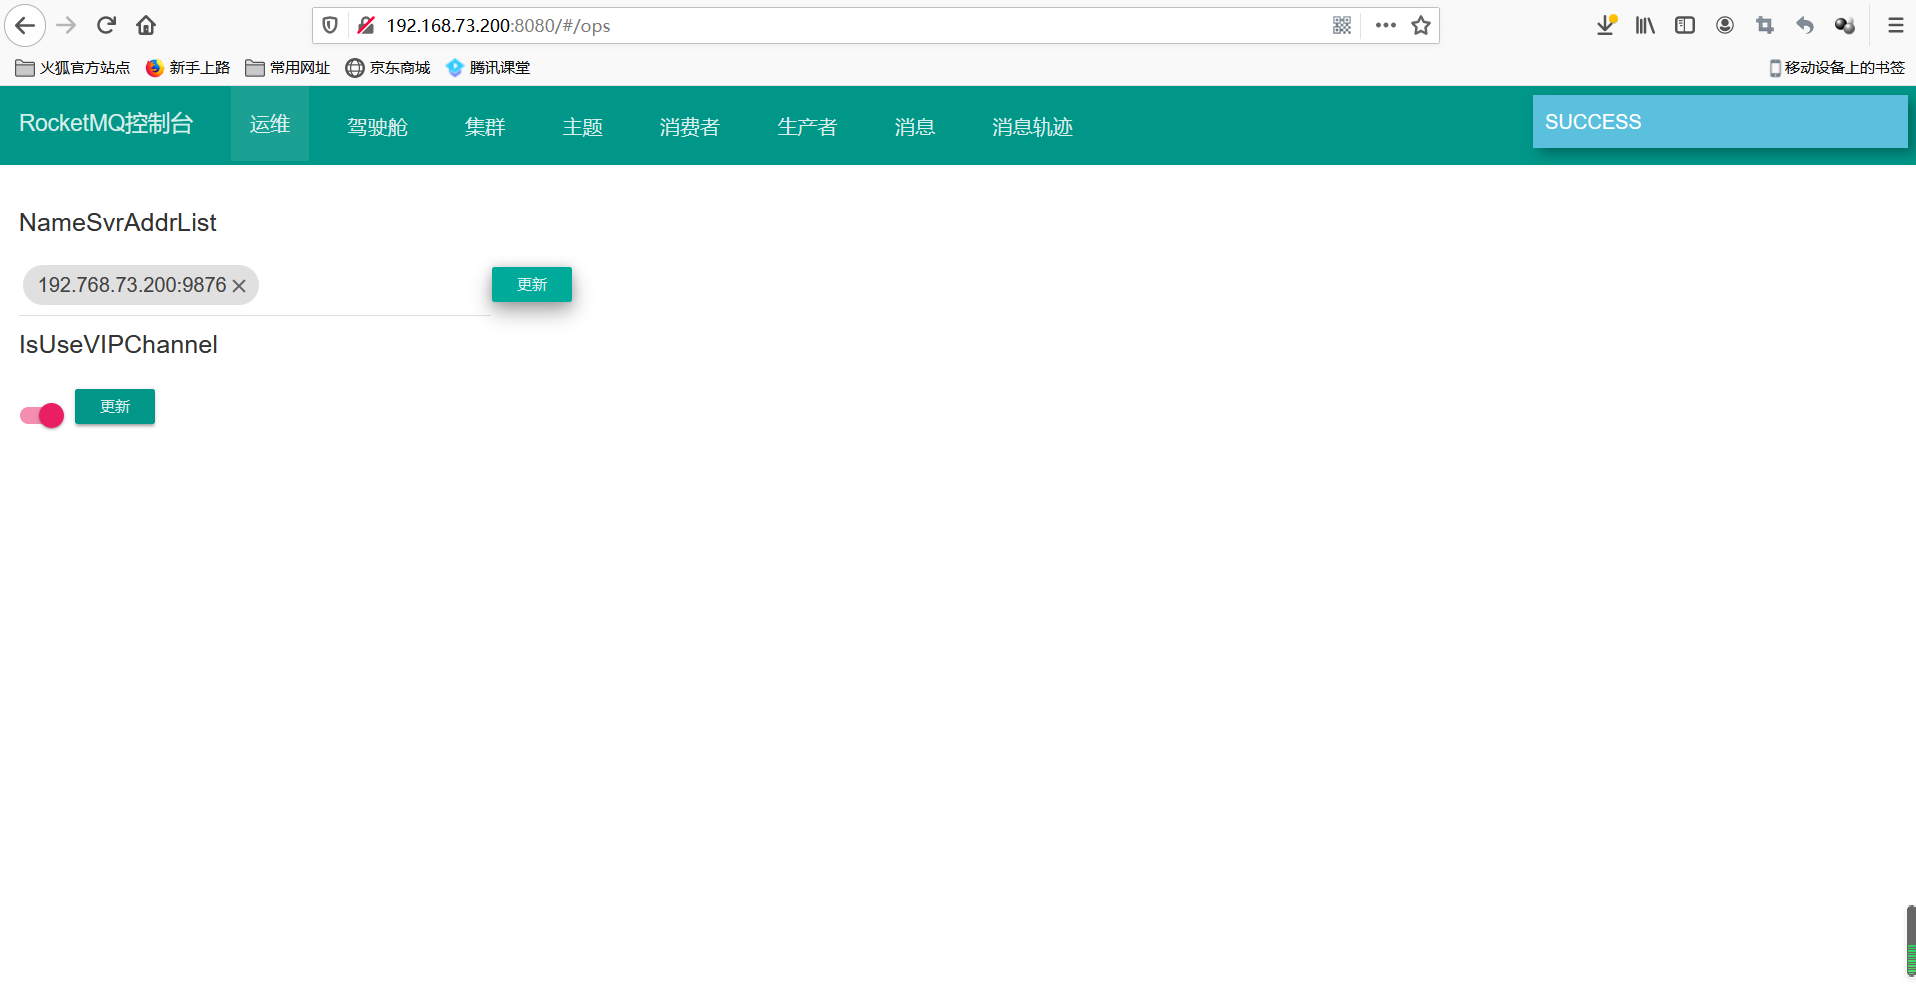 192.168.73.200:8080/#/ops
火狐官方站点 新手上路 常用网址 京东商城 腾讯课堂 移动设备上的书签
RocketMQ控制台 运维 驾驶舱 集群 主题 消费者 生产者 消息 消息轨迹 SUCCESS
NameSvrAddrList
192.768.73.200:9876 更新
IsUseVIPChannel
更新